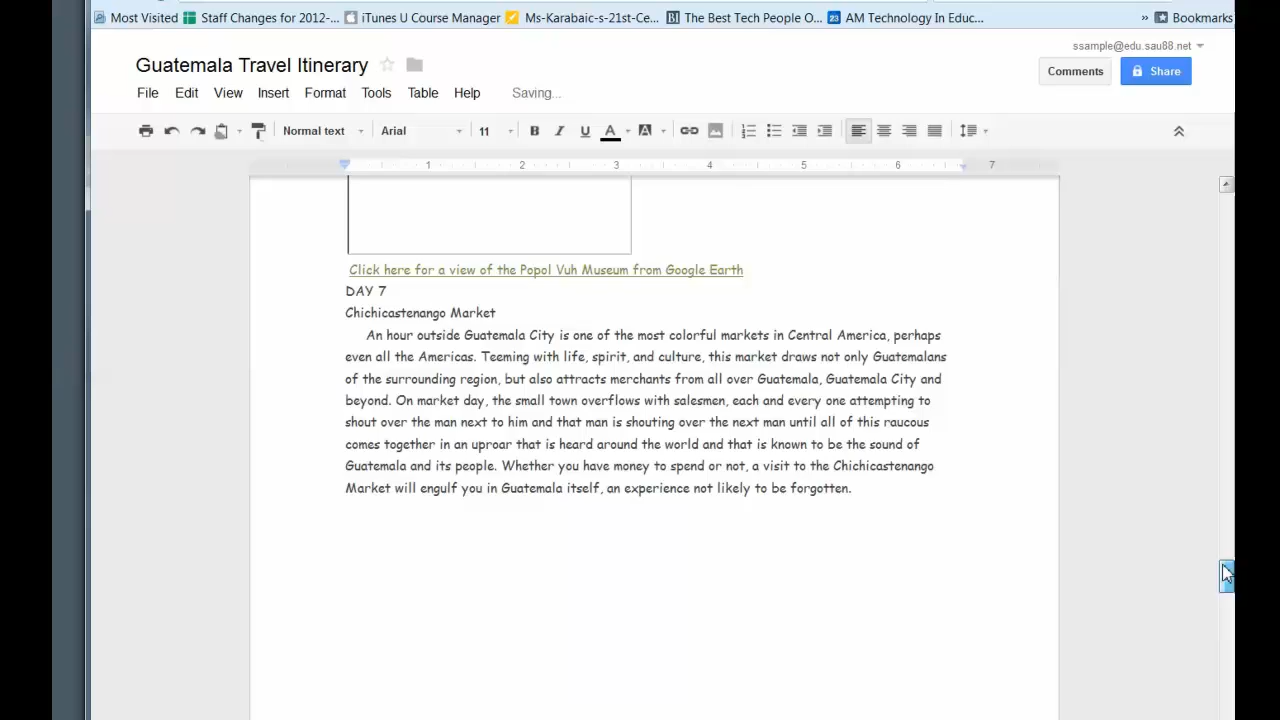 Most Visited Staff Changes for 2012-... iTunes U Course Manager Ms-Karabaic-s-21st-Ce... The Best Tech People O... 23 AM Technology In Educ... » Bookmarks
ssample@edu.sau88.net
Guatemala Travel Itinerary
Comments Share
File Edit View Insert Format Tools Table Help Saving...
Normal text Arial 11 B I U A A
1 2 3 4 5 6 7
Click here for a view of the Popol Vuh Museum from Google Earth
DAY 7
Chichicastenango Market
An hour outside Guatemala City is one of the most colorful markets in Central America, perhaps
even all the Americas. Teeming with life, spirit, and culture, this market draws not only Guatemalans
of the surrounding region, but also attracts merchants from all over Guatemala, Guatemala City and
beyond. On market day, the small town overflows with salesmen, each and every one attempting to
shout over the man next to him and that man is shouting over the next man until all of this raucous
comes together in an uproar that is heard around the world and that is known to be the sound of
Guatemala and its people. Whether you have money to spend or not, a visit to the Chichicastenango
Market will engulf you in Guatemala itself, an experience not likely to be forgotten.